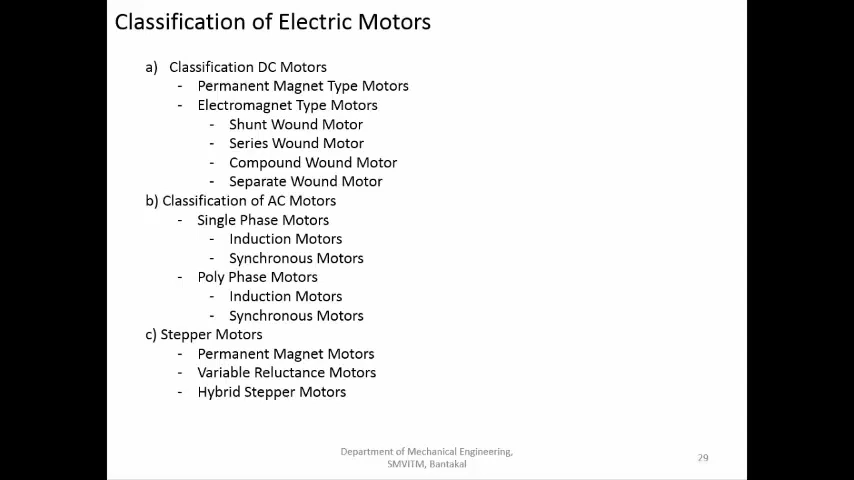 Classification of Electric Motors
a) Classification DC Motors
- Permanent Magnet Type Motors
- Electromagnet Type Motors
- Shunt Wound Motor
- Series Wound Motor
- Compound Wound Motor
- Separate Wound Motor
b) Classification of AC Motors
- Single Phase Motors
- Induction Motors
- Synchronous Motors
- Poly Phase Motors
- Induction Motors
- Synchronous Motors
c) Stepper Motors
- Permanent Magnet Motors
- Variable Reluctance Motors
- Hybrid Stepper Motors
Department of Mechanical Engineering,
SMVITM, Bantakal
29